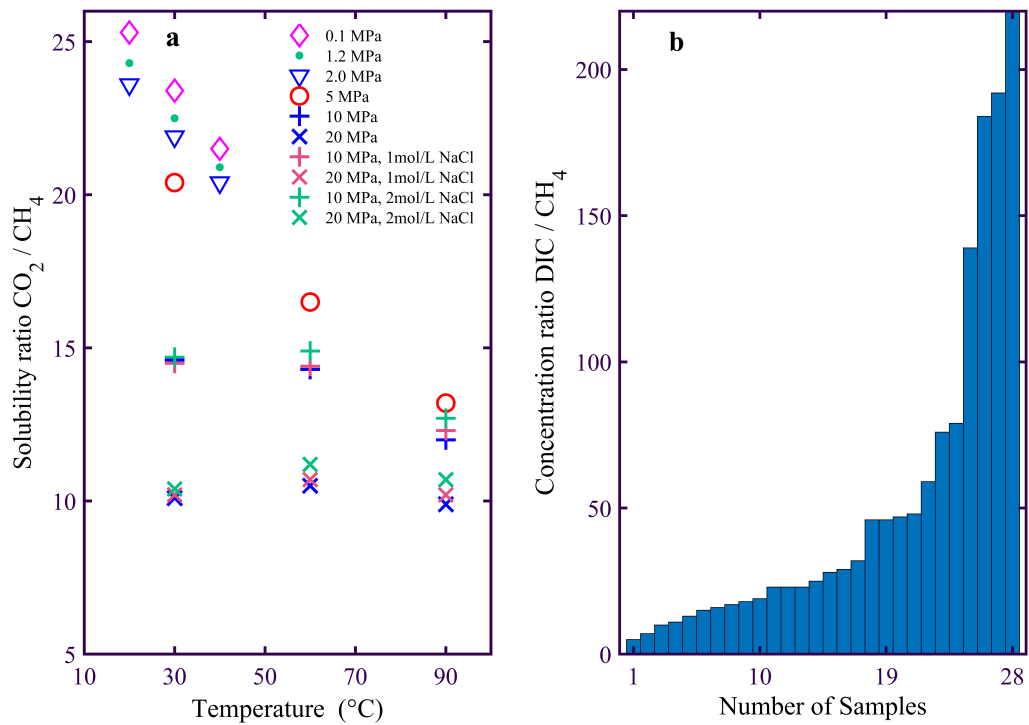 a
25
20
15
10
5
10
30
50
70
90
Solubility ratio CO2 / CH4
Temperature (°C)
0.1 MPa
1.2 MPa
2.0 MPa
5 MPa
10 MPa
20 MPa
10 MPa, 1mol/L NaCl
20 MPa, 1mol/L NaCl
10 MPa, 2mol/L NaCl
20 MPa, 2mol/L NaCl
b
200
150
100
50
0
1
10
19
28
Concentration ratio DIC / CH4
Number of Samples